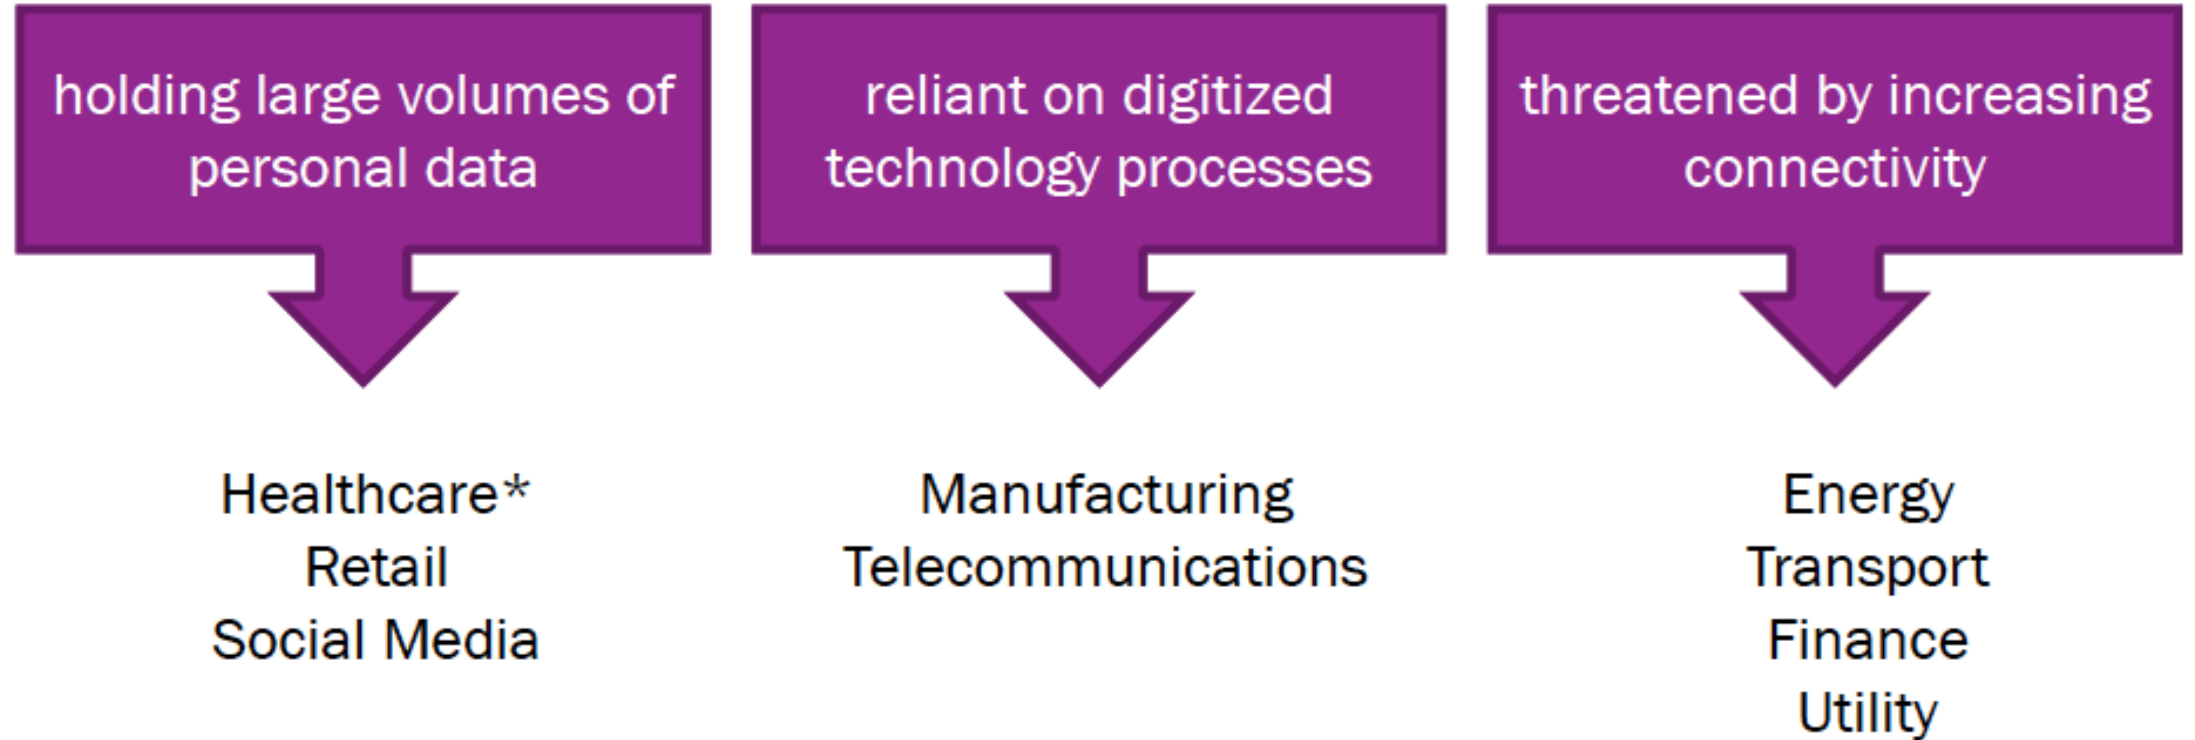 holding large volumes of
personal data
reliant on digitized
technology processes
threatened by increasing
connectivity
Healthcare*
Retail
Social Media
Manufacturing
Telecommunications
Energy
Transport
Finance
Utility